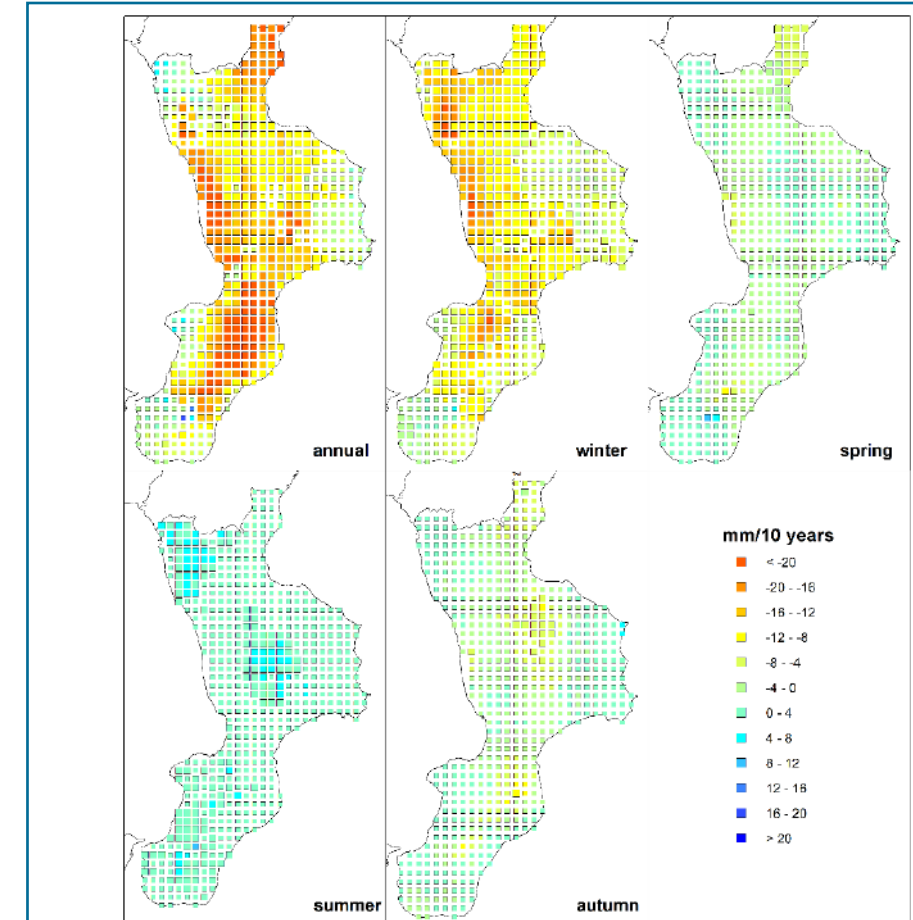 annual
winter
spring
summer
autumn
mm/10 years
< -20
-20 - -16
-16 - -12
-12 - -8
-8 - -4
-4 - 0
0 - 4
4 - 8
8 - 12
12 - 16
16 - 20
> 20